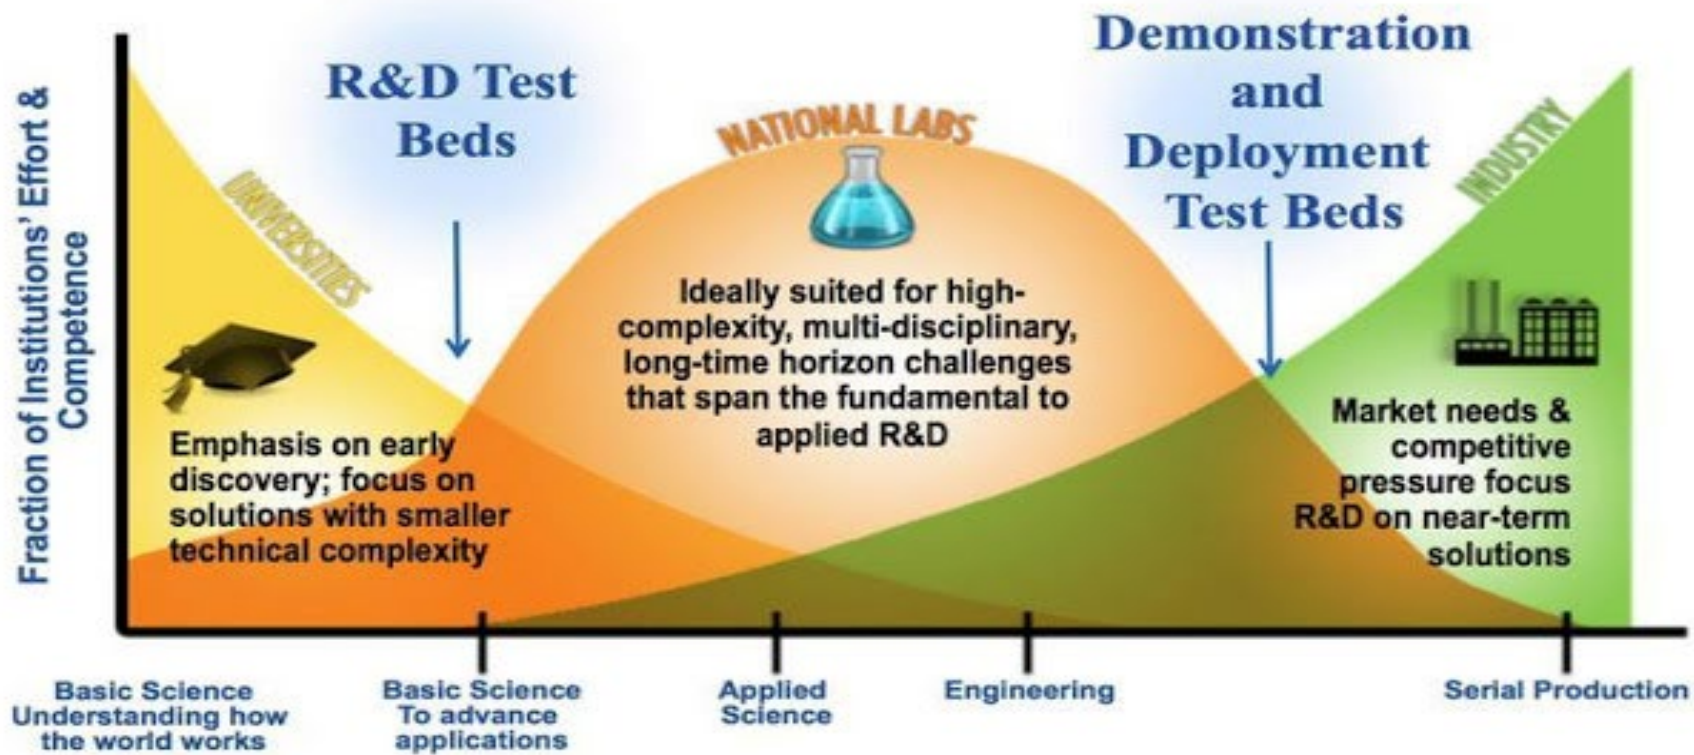 Fraction of Institutions' Effort &
Competence
UNIVERSITIES
R&D Test
Beds
NATIONAL LABS
Demonstration
and
Deployment
Test Beds
INDUSTRY
Emphasis on early
discovery; focus on
solutions with smaller
technical complexity
Ideally suited for high-
complexity, multi-disciplinary,
long-time horizon challenges
that span the fundamental to
applied R&D
Market needs &
competitive
pressure focus
R&D on near-term
solutions
Basic Science
Understanding how
the world works
Basic Science
To advance
applications
Applied
Science
Engineering
Serial Production